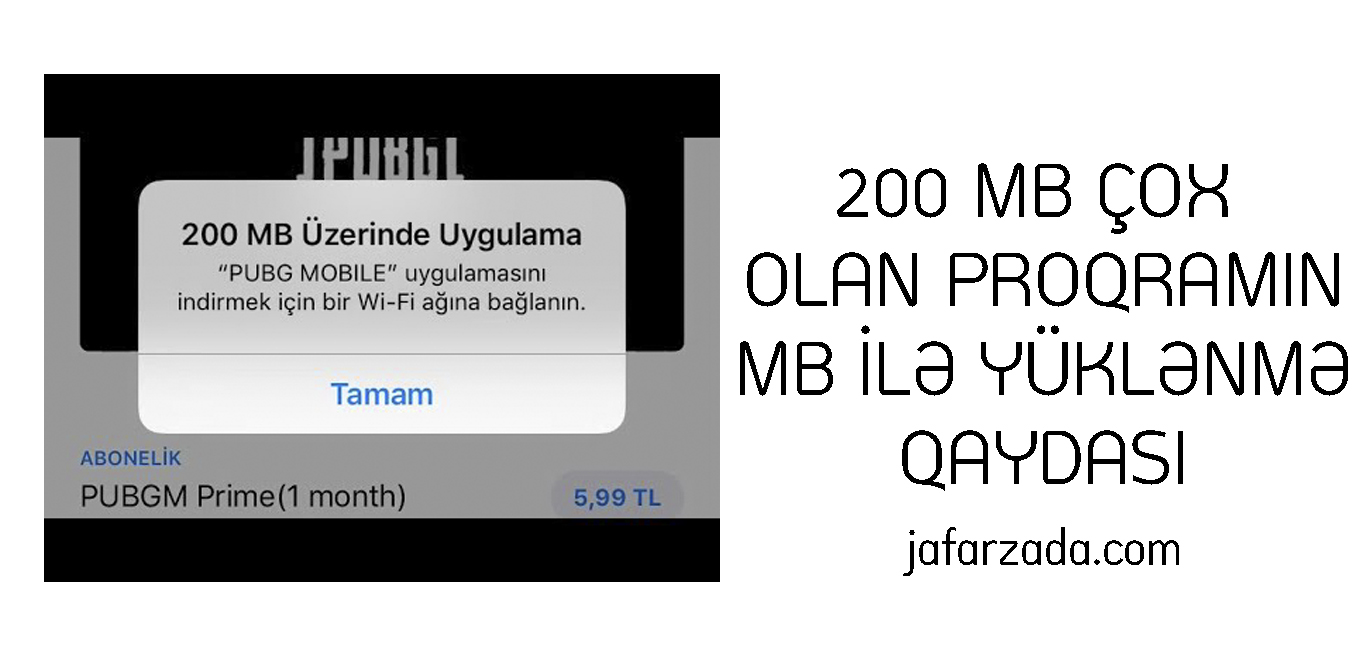 PUBG
200 MB Üzerinde Uygulama
“PUBG MOBILE” uygulamasını
indirmek için bir Wi-Fi ağına bağlanın.
Tamam
ABONELİK
PUBGM Prime(1 month)
5,99 TL
200 MB ÇOX
OLAN PROQRAMIN
MB İLƏ YÜKLƏNMƏ
QAYDASI
jafarzada.com